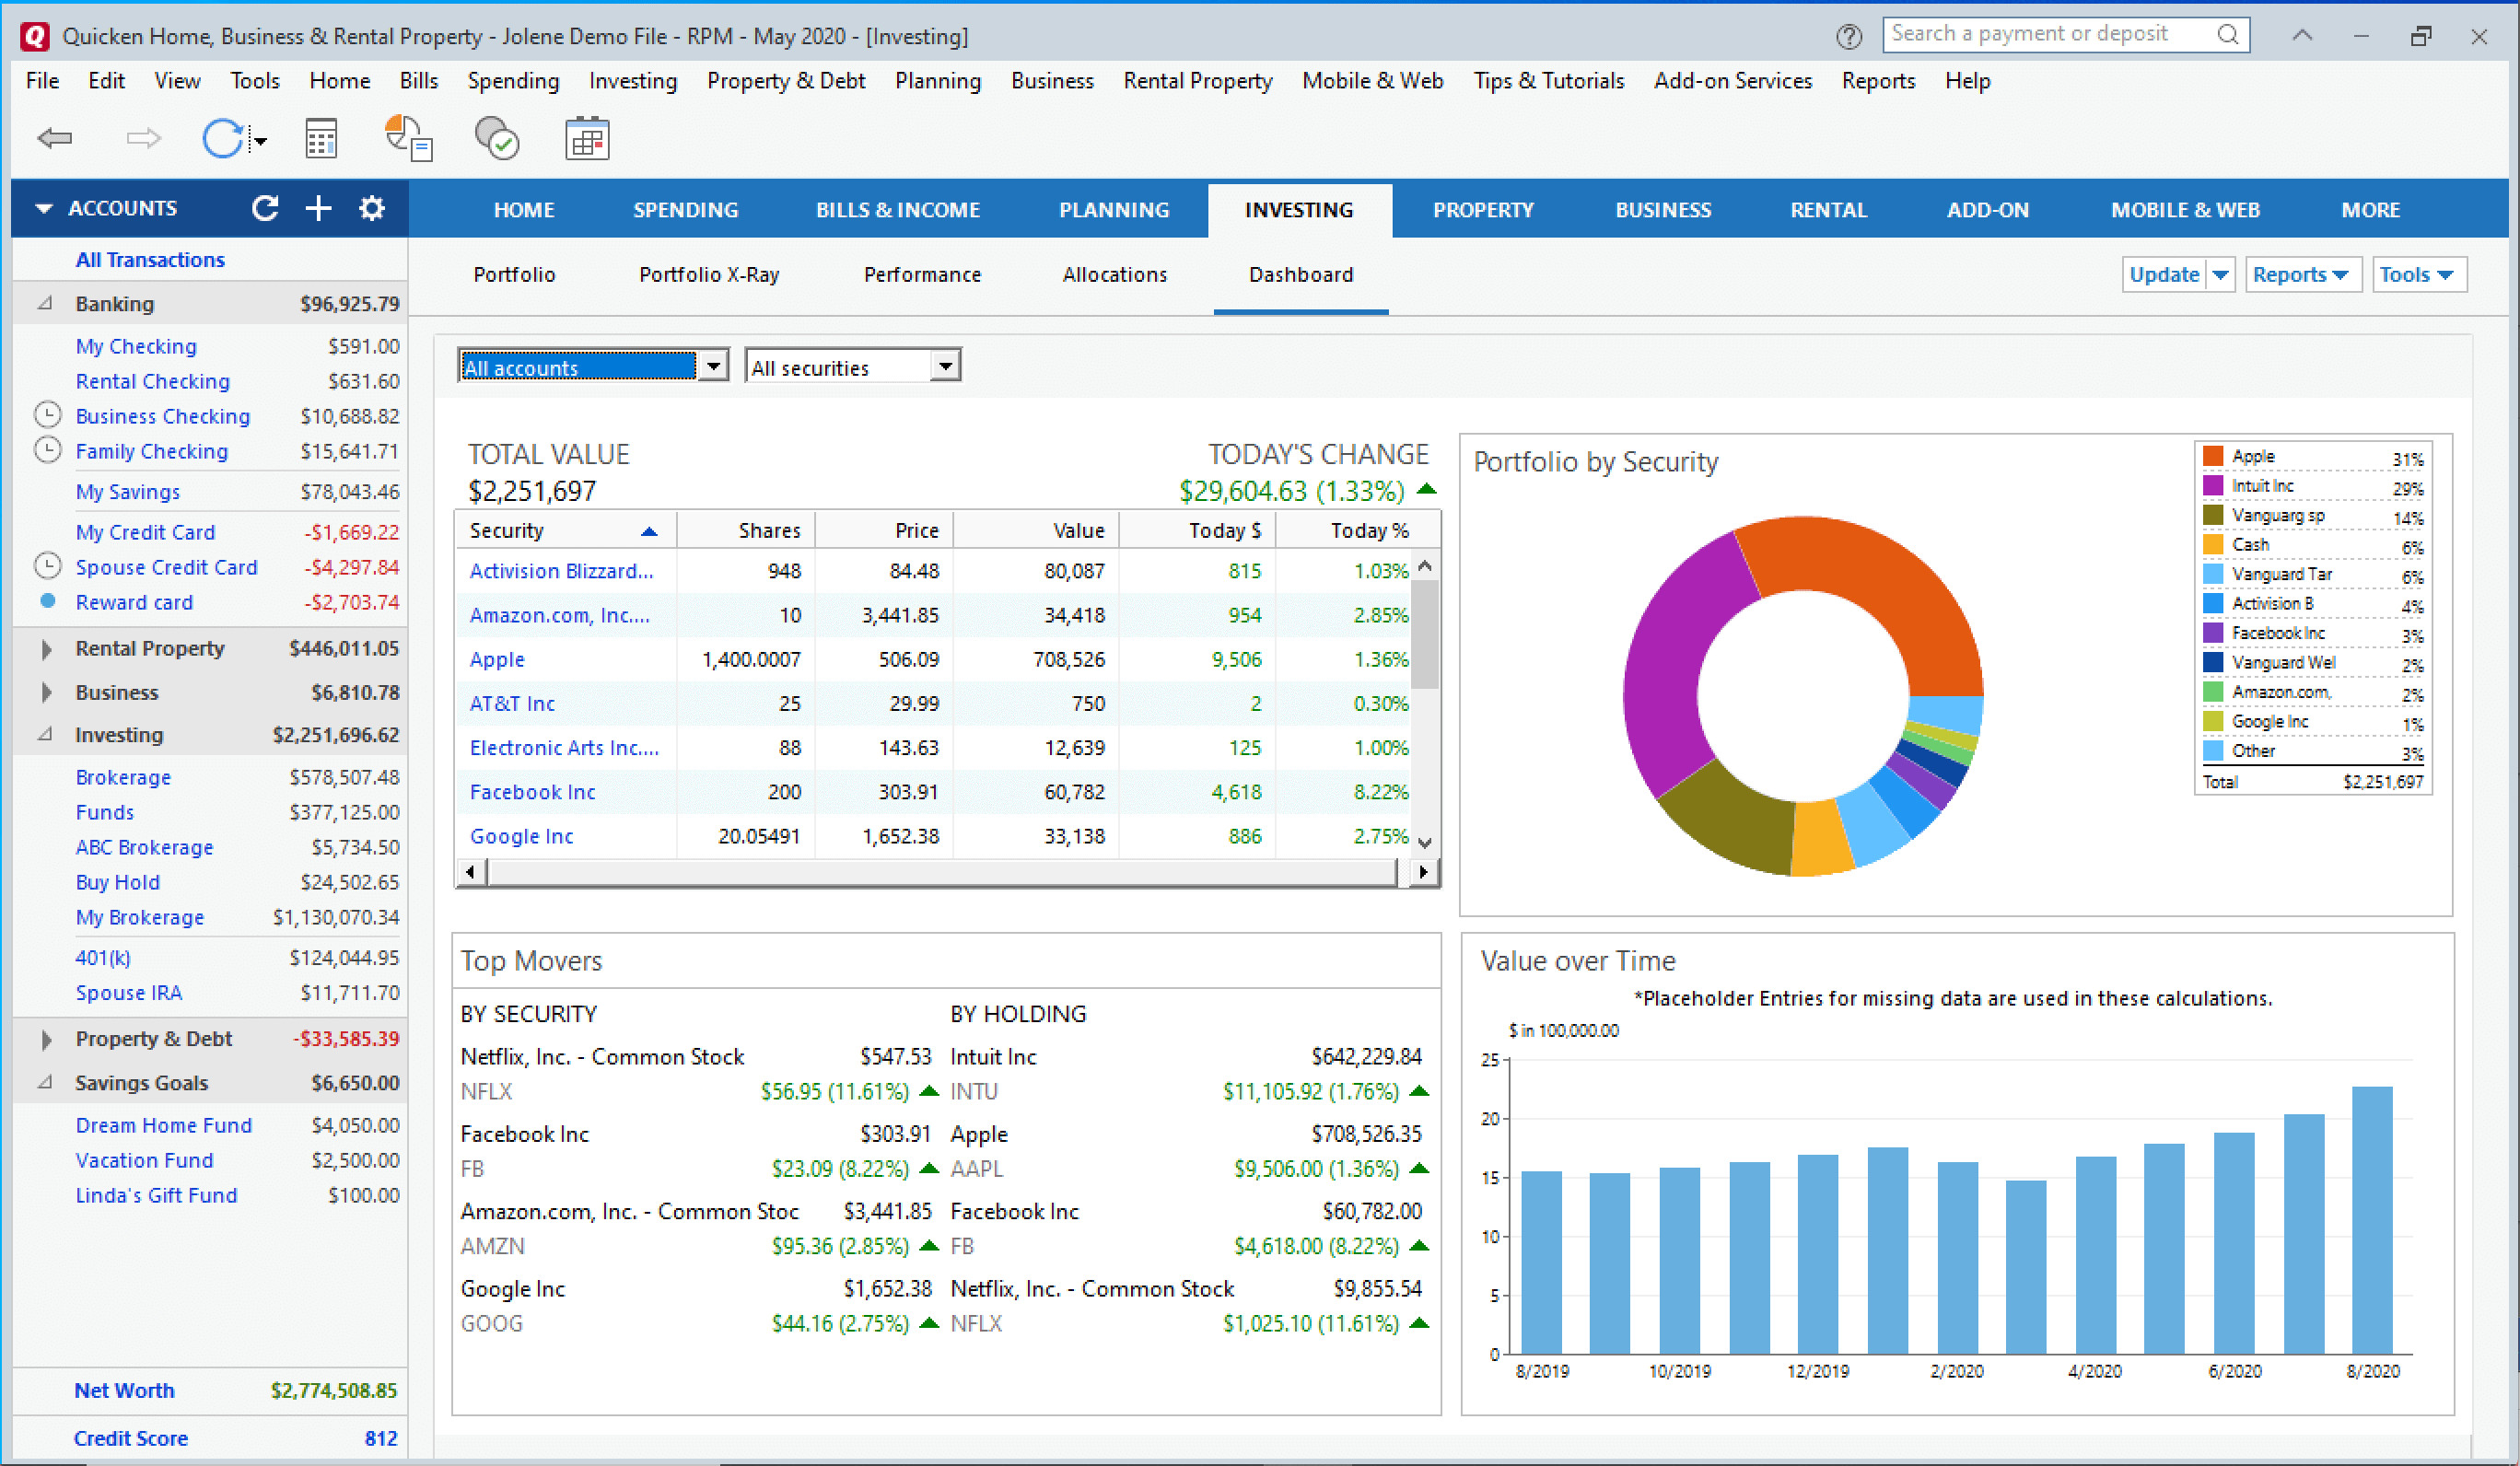 Quicken Home, Business & Rental Property - Jolene Demo File - RPM - May 2020 - [Investing]
Search a payment or deposit
File Edit View Tools Home Bills Spending Investing Property & Debt Planning Business Rental Property Mobile & Web Tips & Tutorials Add-on Services Reports Help
ACCOUNTS
HOME SPENDING BILLS & INCOME PLANNING INVESTING PROPERTY BUSINESS RENTAL ADD-ON MOBILE & WEB MORE
All Transactions
Banking $96,925.79
My Checking $591.00
Rental Checking $631.60
Business Checking $10,688.82
Family Checking $15,641.71
My Savings $78,043.46
My Credit Card -$1,669.22
Spouse Credit Card -$4,297.84
Reward card -$2,703.74
Rental Property $446,011.05
Business $6,810.78
Investing $2,251,696.62
Brokerage $578,507.48
Funds $377,125.00
ABC Brokerage $5,734.50
Buy Hold $24,502.65
My Brokerage $1,130,070.34
401(k) $124,044.95
Spouse IRA $11,711.70
Property & Debt -$33,585.39
Savings Goals $6,650.00
Dream Home Fund $4,050.00
Vacation Fund $2,500.00
Linda's Gift Fund $100.00
Net Worth $2,774,508.85
Credit Score 812
Portfolio Portfolio X-Ray Performance Allocations Dashboard
Update Reports Tools
All accounts All securities
TOTAL VALUE TODAY'S CHANGE
$2,251,697 $29,604.63 (1.33%)
Security Shares Price Value Today $ Today %
Activision Blizzard... 948 84.48 80,087 815 1.03%
Amazon.com, Inc.... 10 3,441.85 34,418 954 2.85%
Apple 1,400.0007 506.09 708,526 9,506 1.36%
AT&T Inc 25 29.99 750 2 0.30%
Electronic Arts Inc.... 88 143.63 12,639 125 1.00%
Facebook Inc 200 303.91 60,782 4,618 8.22%
Google Inc 20.05491 1,652.38 33,138 886 2.75%
Portfolio by Security
Apple 31%
Intuit Inc 29%
Vanguarg sp 14%
Cash 6%
Vanguard Tar 6%
Activision B 4%
Facebook Inc 3%
Vanguard Wel 2%
Amazon.com, 2%
Google Inc 1%
Other 3%
Total $2,251,697
Top Movers
BY SECURITY BY HOLDING
Netflix, Inc. - Common Stock $547.53 Intuit Inc $642,229.84
NFLX $56.95 (11.61%) INTU $11,105.92 (1.76%)
Facebook Inc $303.91 Apple $708,526.35
FB $23.09 (8.22%) AAPL $9,506.00 (1.36%)
Amazon.com, Inc. - Common Stoc $3,441.85 Facebook Inc $60,782.00
AMZN $95.36 (2.85%) FB $4,618.00 (8.22%)
Google Inc $1,652.38 Netflix, Inc. - Common Stock $9,855.54
GOOG $44.16 (2.75%) NFLX $1,025.10 (11.61%)
Value over Time
*Placeholder Entries for missing data are used in these calculations.
$ in 100,000.00
25
20
15
10
5
0
8/2019 10/2019 12/2019 2/2020 4/2020 6/2020 8/2020